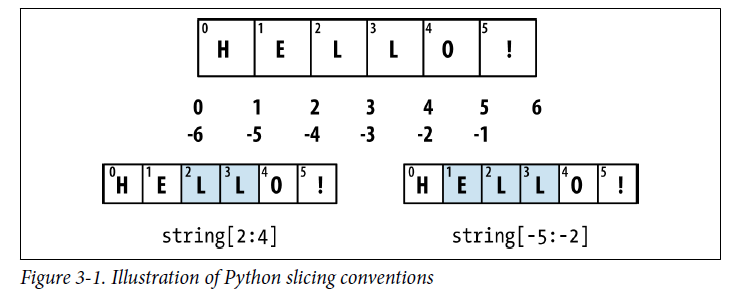 0 1 2 3 4 5
H E L L O !
0 1 2 3 4 5 6
-6 -5 -4 -3 -2 -1
0 1 2 3 4 5
H E L L O !
string[2:4]
0 1 2 3 4 5
H E L L O !
string[-5:-2]
Figure 3-1. Illustration of Python slicing conventions